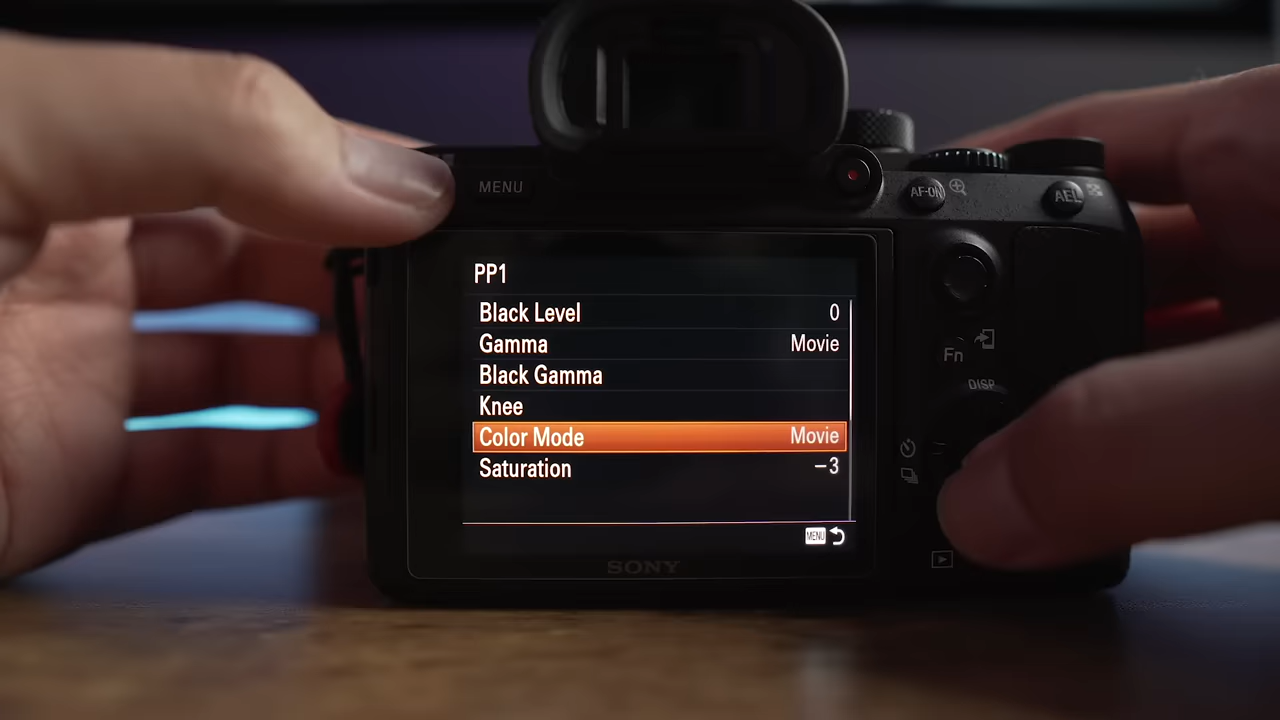 MENU
AF-ON
AEL
PP1
Black Level 0
Gamma Movie
Black Gamma
Knee
Color Mode Movie
Saturation −3
MENU
Fn
DISP
SONY